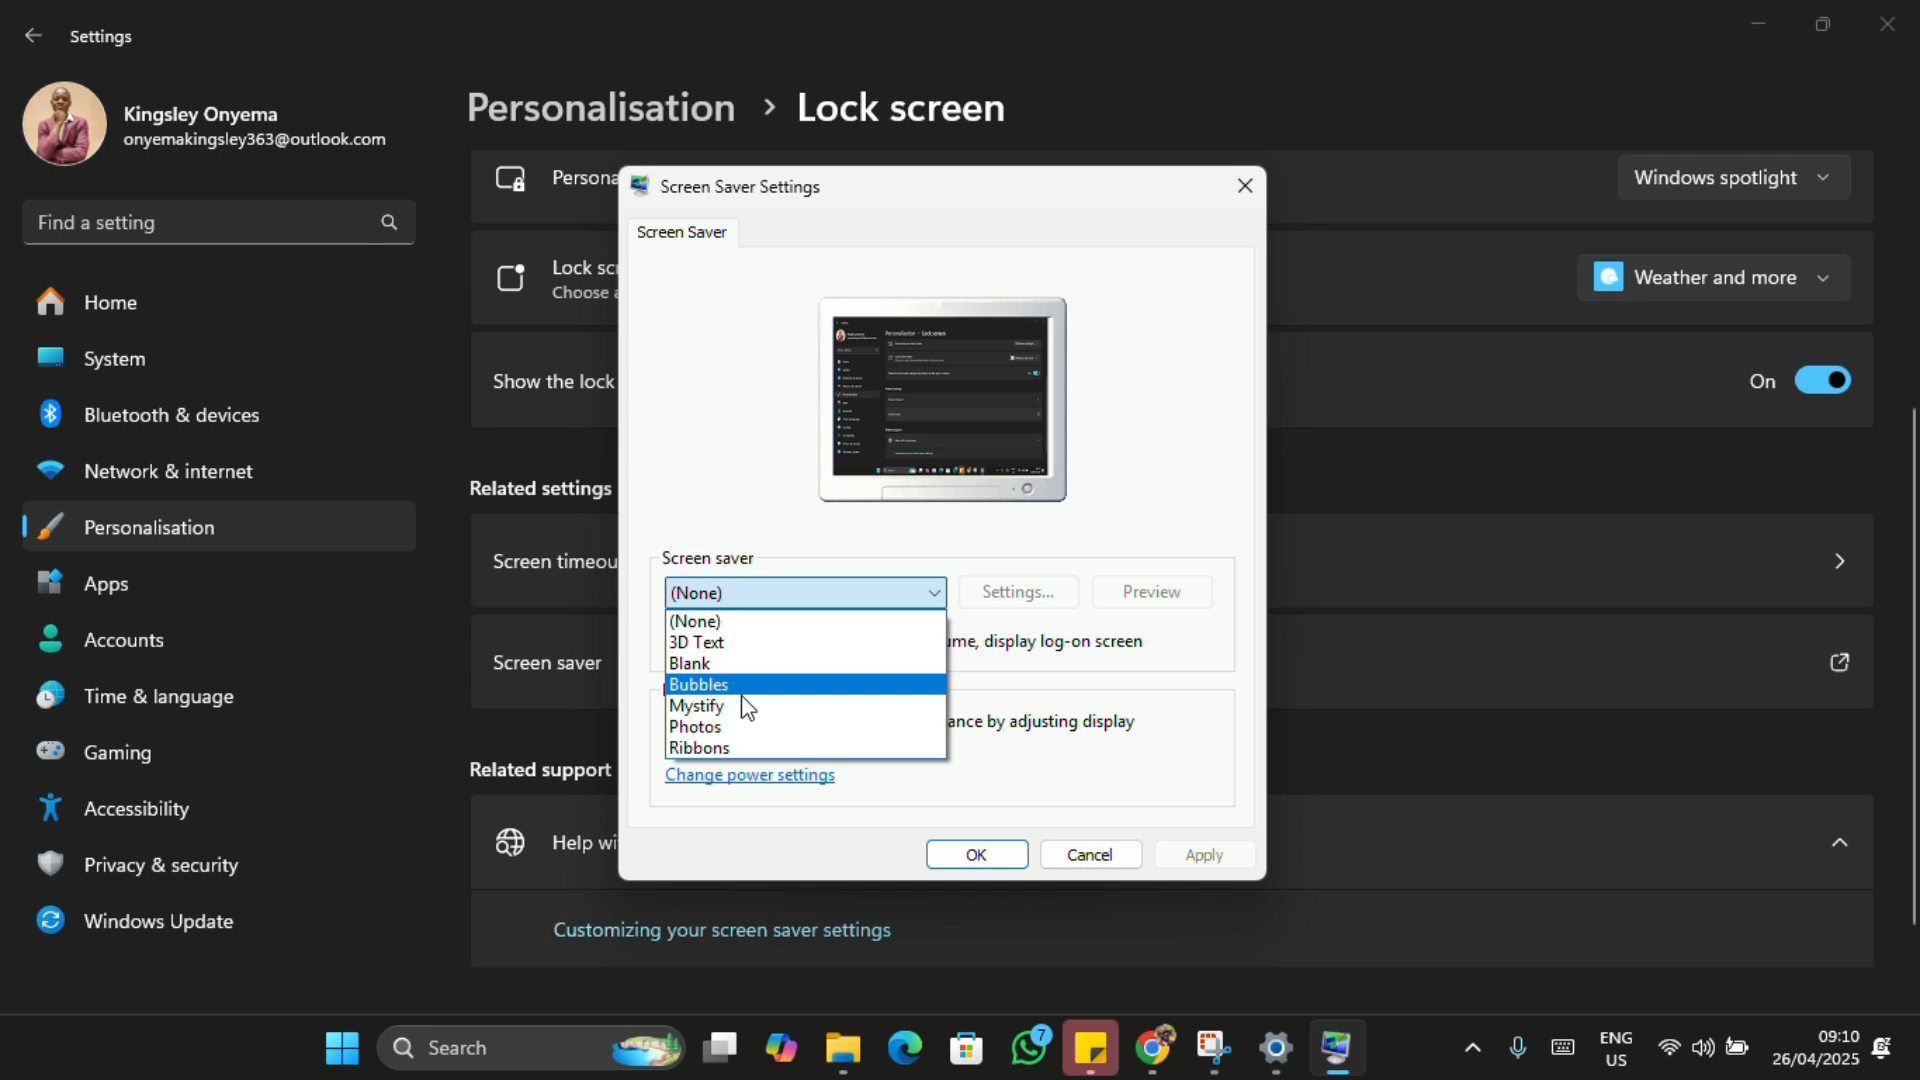 Settings
Kingsley Onyema
onyemakingsley363@outlook.com
Find a setting
Home
System
Bluetooth & devices
Network & internet
Personalisation
Apps
Accounts
Time & language
Gaming
Accessibility
Privacy & security
Windows Update
Personalisation > Lock screen
Persona
Windows spotlight
Lock scr
Choose a
Weather and more
Show the lock
On
Related settings
Screen timeou
Screen saver
Related support
Help wi
Customizing your screen saver settings
Screen Saver Settings
Screen Saver
Screen saver
(None)
Settings...
Preview
(None)
3D Text
Blank
Bubbles
Mystify
Photos
Ribbons
ume, display log-on screen
ance by adjusting display
Change power settings
OK
Cancel
Apply
Search
7
ENG
US
09:10
26/04/2025